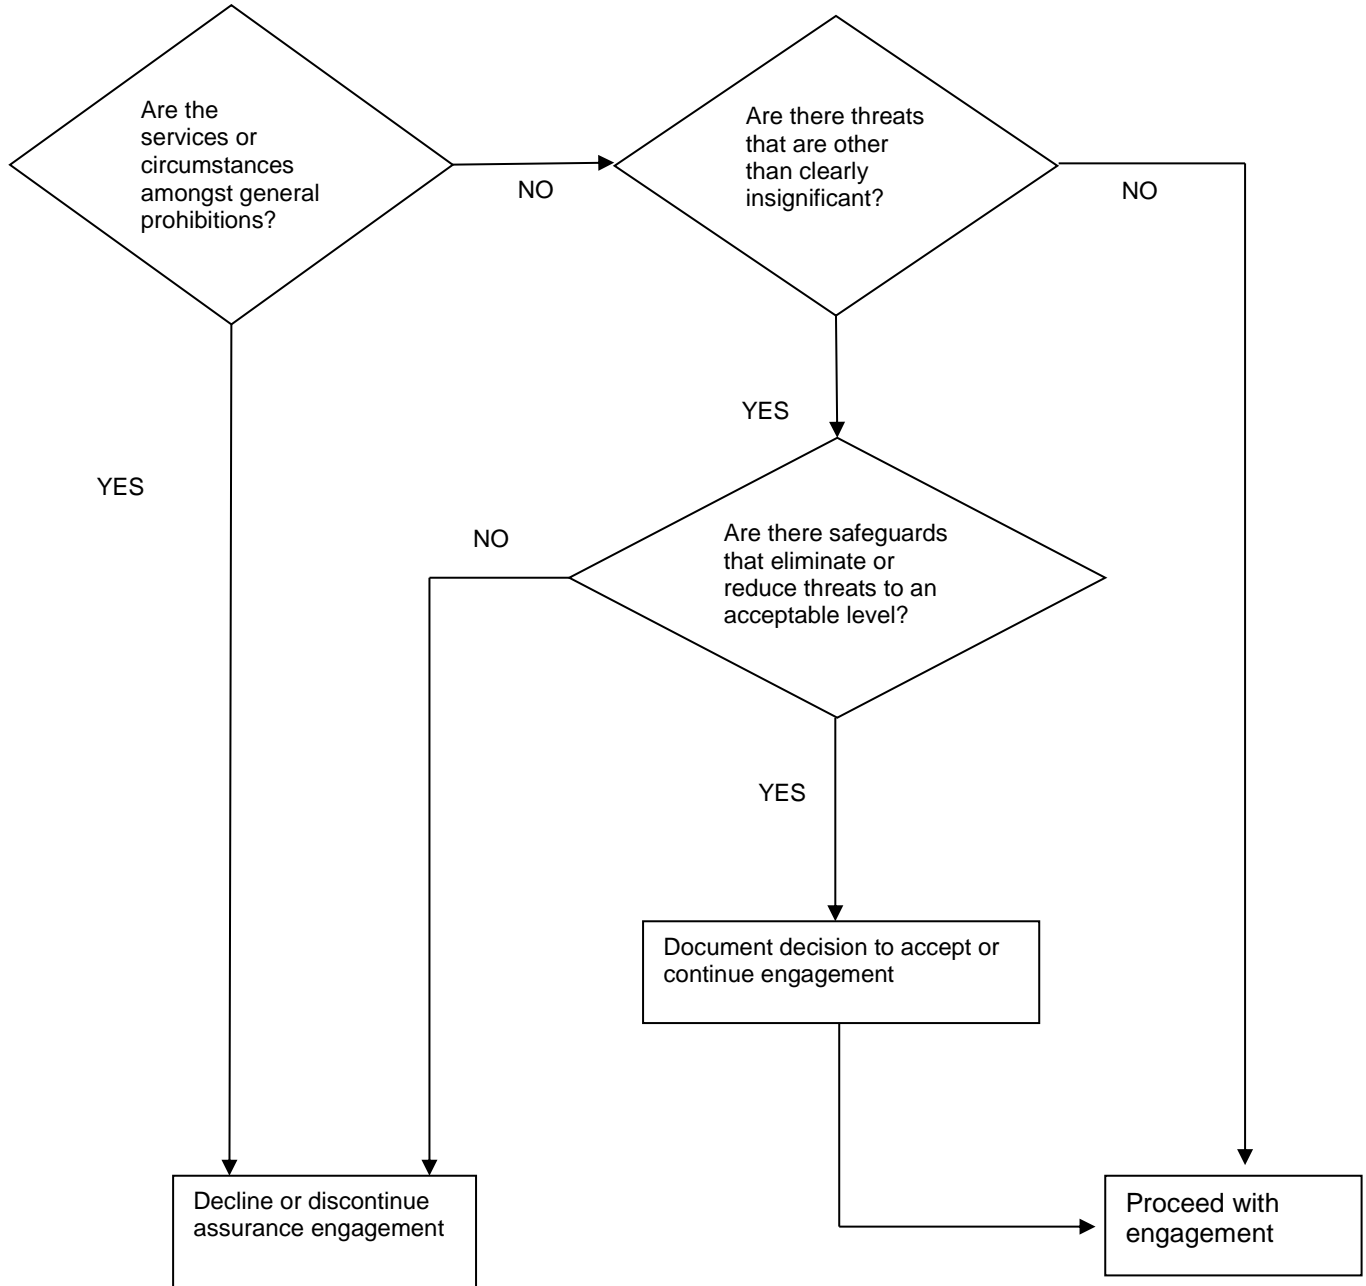 Are the
services or
circumstances
amongst general
prohibitions?
NO
Are there threats
that are other
than clearly
insignificant?
NO
YES
YES
NO
Are there safeguards
that eliminate or
reduce threats to an
acceptable level?
YES
Document decision to accept or
continue engagement
Decline or discontinue
assurance engagement
Proceed with
engagement